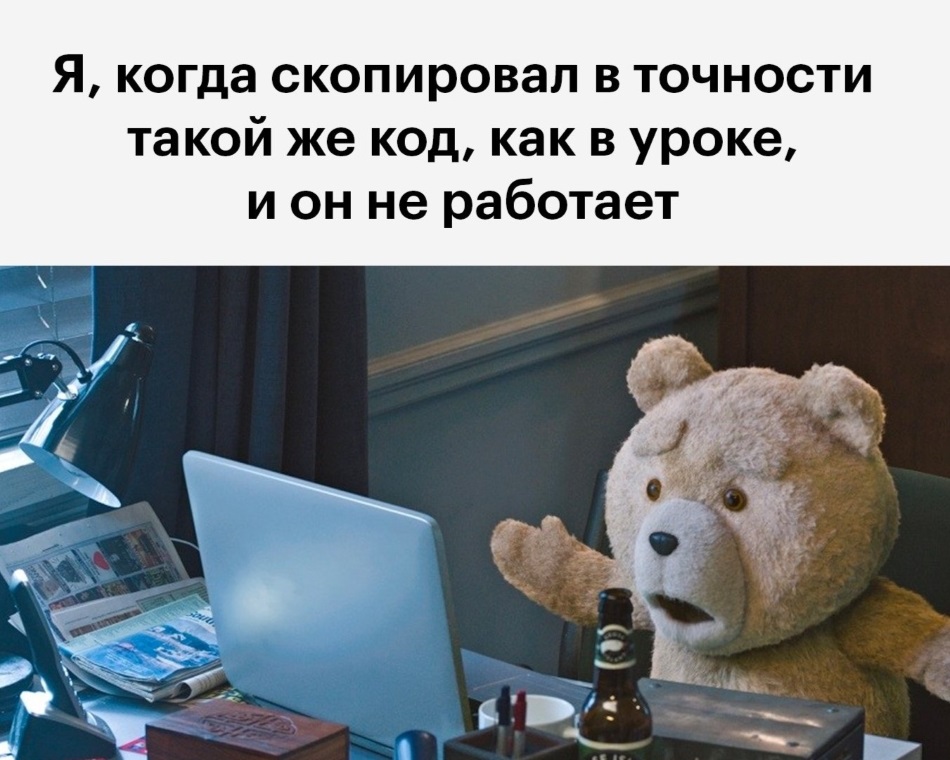 Я, когда скопировал в точности
такой же код, как в уроке,
и он не работает